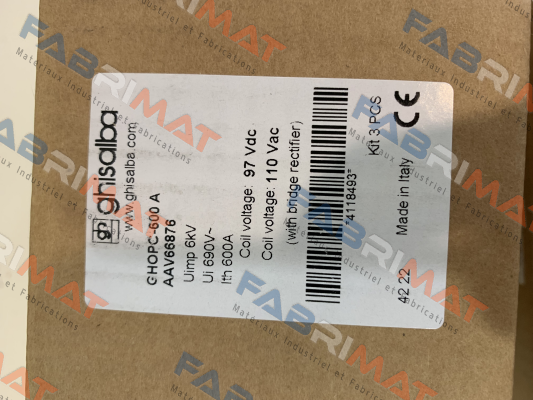 ghisalba
www.ghisalba.com
GHOPC-600 A
AAV66876
Uimp 6KV
Ui 690V~
Ith 600A
Coil voltage: 97 Vdc
Coil voltage: 110 Vac
(with bridge rectifier)
*4118493*
Kit 3 PCS
42 22 Made in Italy CE
FABRIMAT
Materiaux Industriel et Fabrications